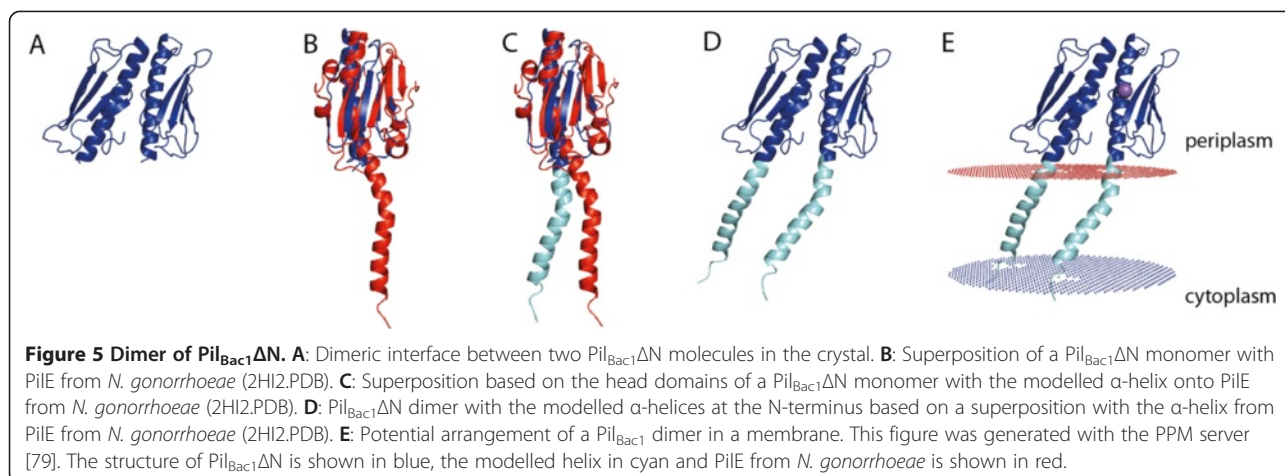 A B C D E
periplasm
cytoplasm
Figure 5 Dimer of PilBac1ΔN. A: Dimeric interface between two PilBac1ΔN molecules in the crystal. B: Superposition of a PilBac1ΔN monomer with
PilE from N. gonorrhoeae (2HI2.PDB). C: Superposition based on the head domains of a PilBac1ΔN monomer with the modelled α-helix onto PilE
from N. gonorrhoeae (2HI2.PDB). D: PilBac1ΔN dimer with the modelled α-helices at the N-terminus based on a superposition with the α-helix from
PilE from N. gonorrhoeae (2HI2.PDB). E: Potential arrangement of a PilBac1 dimer in a membrane. This figure was generated with the PPM server
[79]. The structure of PilBac1ΔN is shown in blue, the modelled helix in cyan and PilE from N. gonorrhoeae is shown in red.